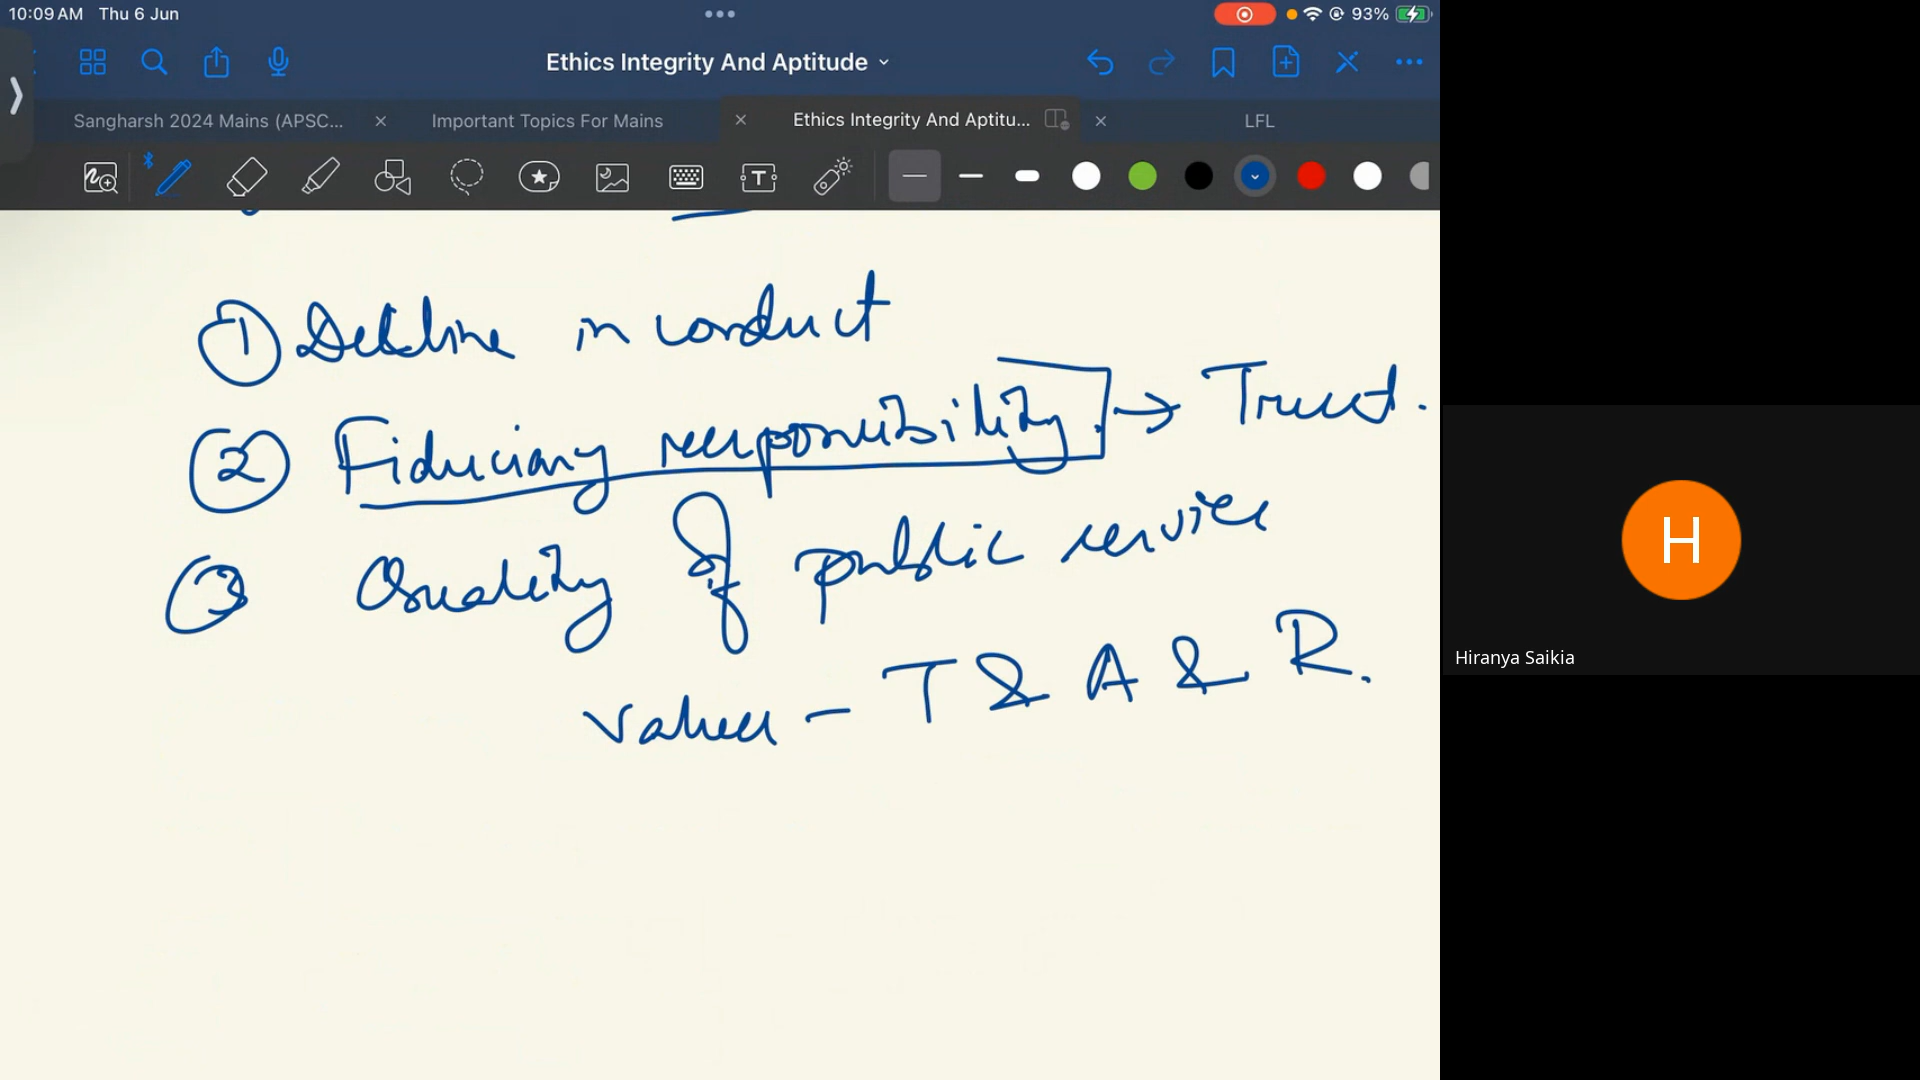 10:09 AM Thu 6 Jun
93%
Ethics Integrity And Aptitude
Sangharsh 2024 Mains (APSC...
Important Topics For Mains
Ethics Integrity And Aptitu...
LFL
T
① Decline in conduct
② Fiduciary responsibility → Trust.
③ Quality of public service
values - T & A & R.
H
Hiranya Saikia